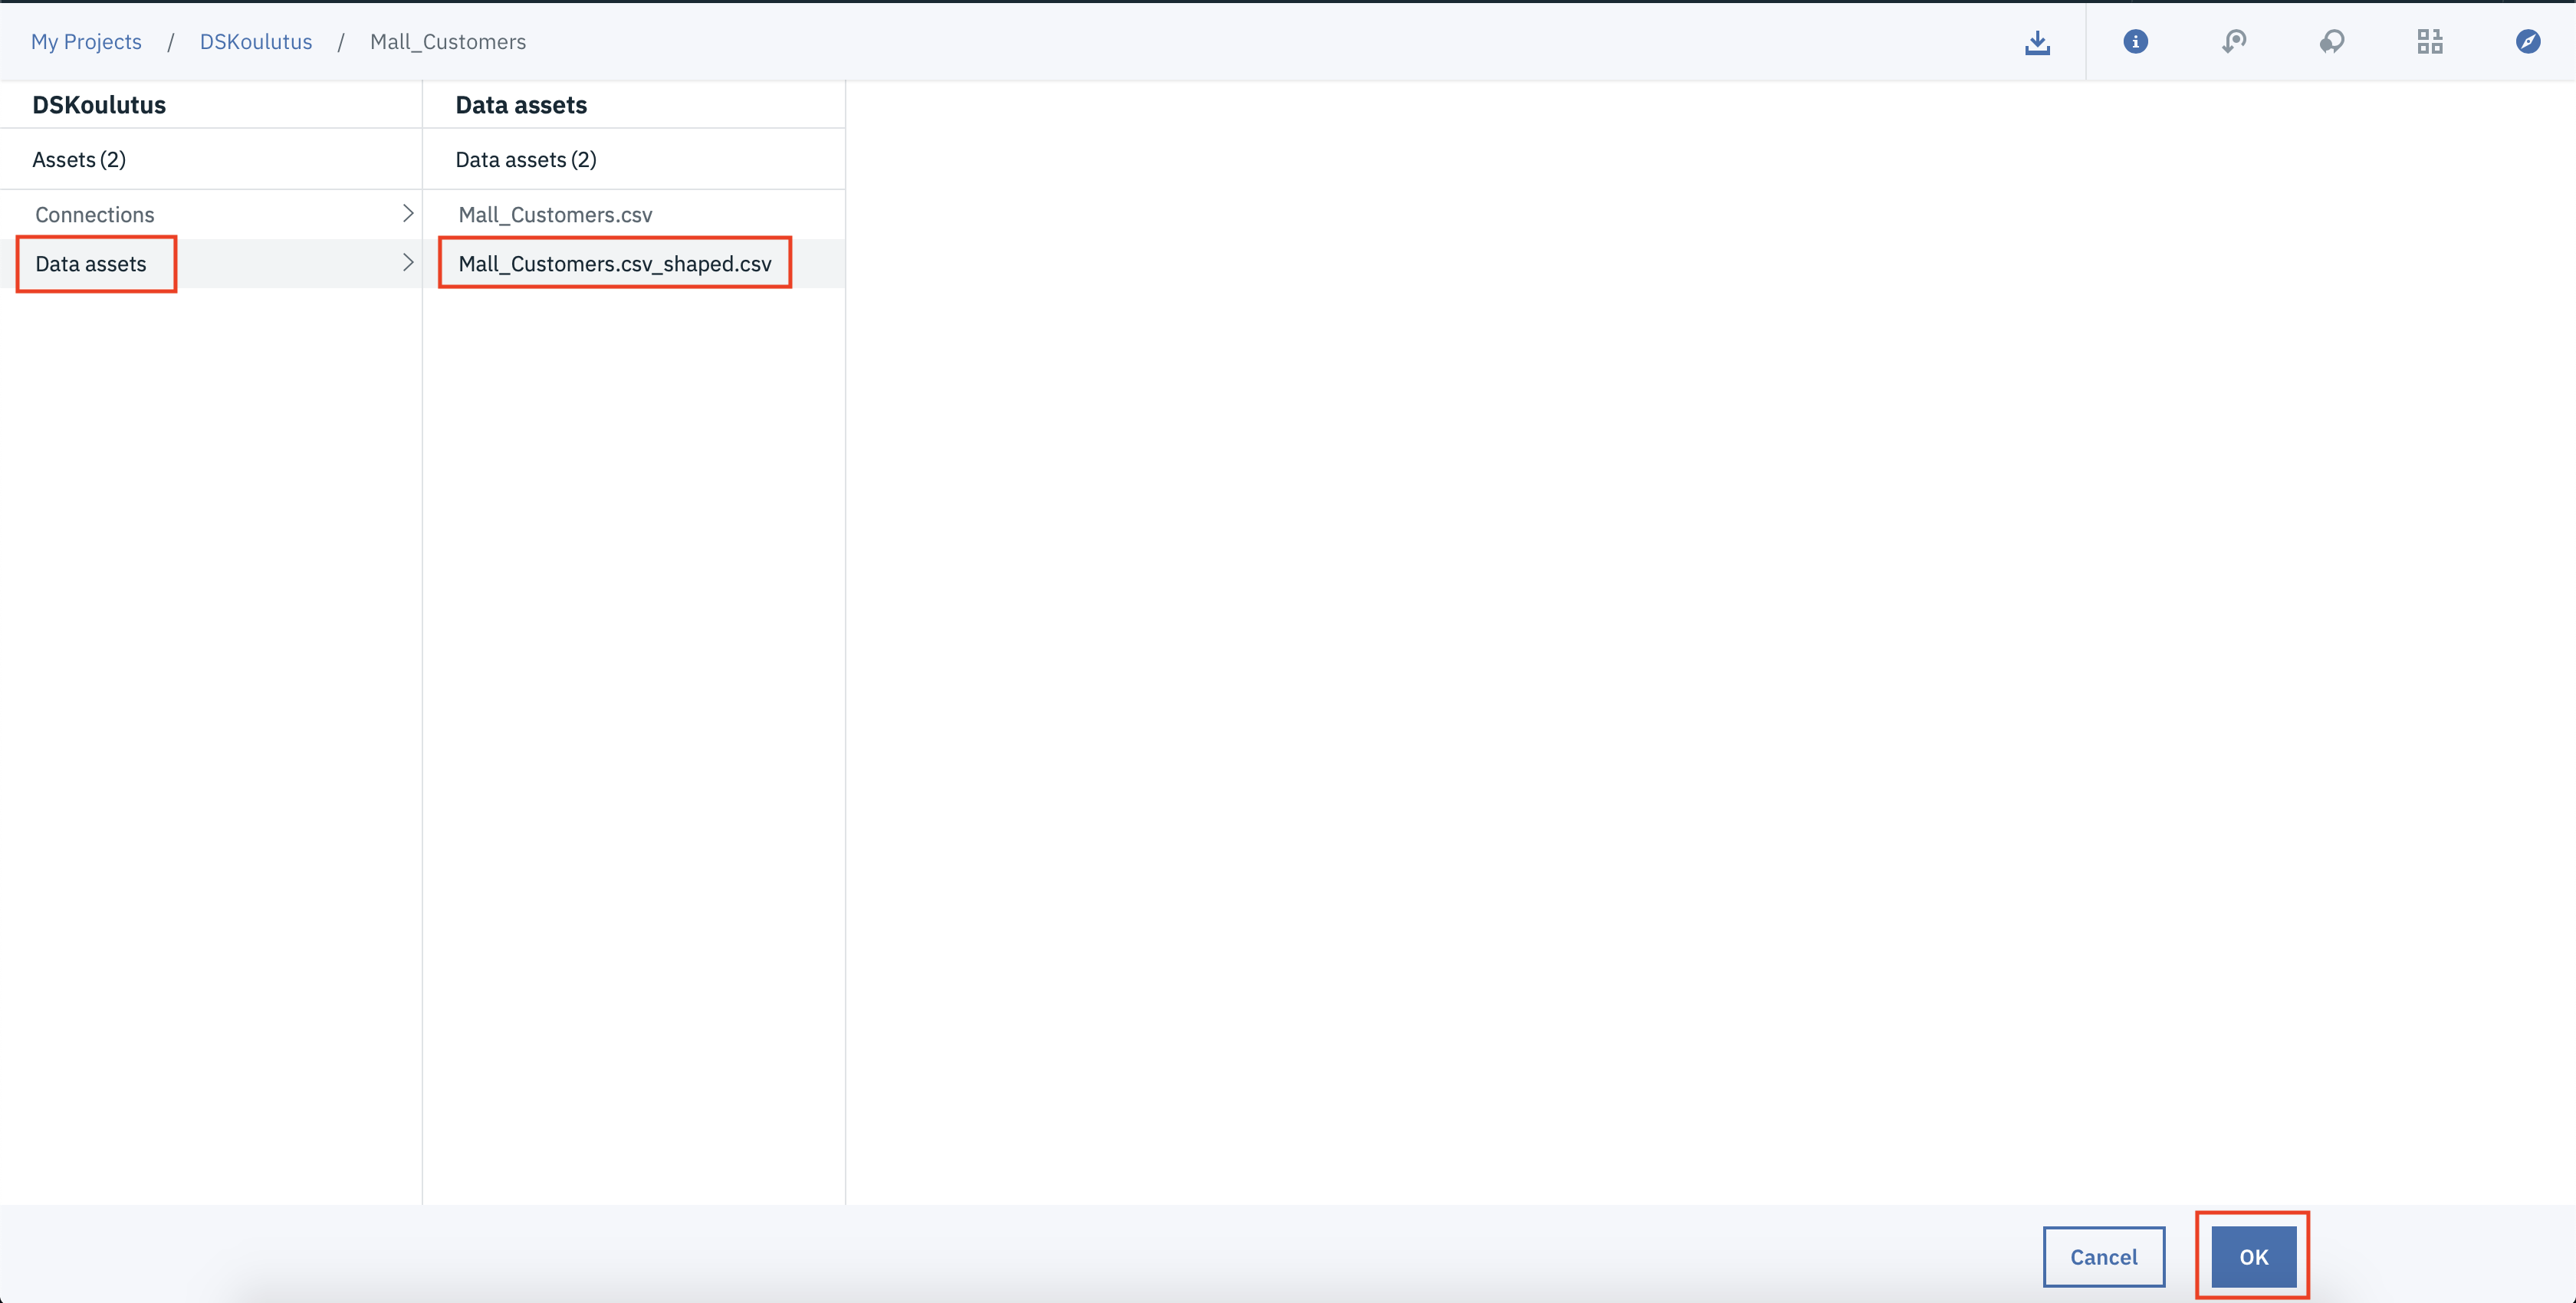 My Projects / DSKoulutus / Mall_Customers
DSKoulutus
Assets (2)
Connections
Data assets
Data assets
Data assets (2)
Mall_Customers.csv
Mall_Customers.csv_shaped.csv
Cancel
OK